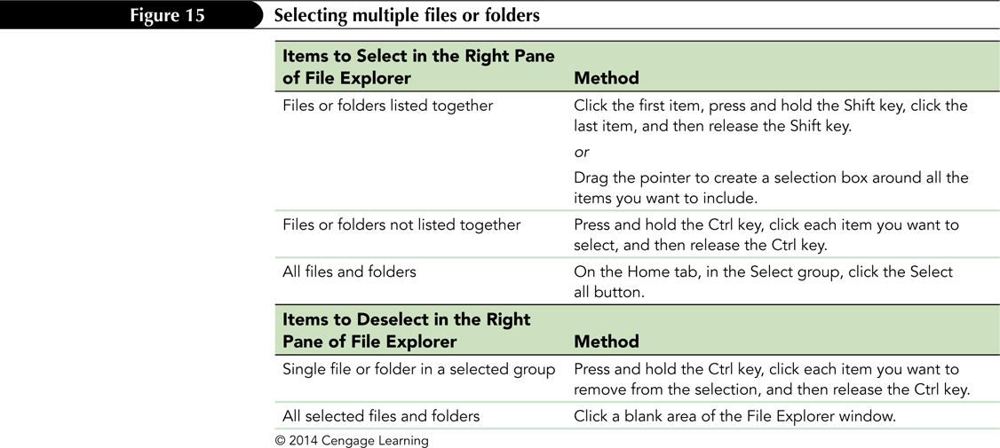 Figure 15
Selecting multiple files or folders
Items to Select in the Right Pane
of File Explorer
Method
Files or folders listed together
Click the first item, press and hold the Shift key, click the
last item, and then release the Shift key.
or
Drag the pointer to create a selection box around all the
items you want to include.
Files or folders not listed together
Press and hold the Ctrl key, click each item you want to
select, and then release the Ctrl key.
All files and folders
On the Home tab, in the Select group, click the Select
all button.
Items to Deselect in the Right
Pane of File Explorer
Method
Single file or folder in a selected group
Press and hold the Ctrl key, click each item you want to
remove from the selection, and then release the Ctrl key.
All selected files and folders
Click a blank area of the File Explorer window.
© 2014 Cengage Learning